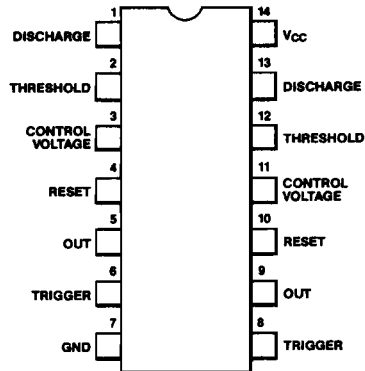 1 14
DISCHARGE VCC
2 13
THRESHOLD DISCHARGE
3 12
CONTROL
VOLTAGE THRESHOLD
4 11
RESET CONTROL
VOLTAGE
5 10
OUT RESET
6 9
TRIGGER OUT
7 8
GND TRIGGER